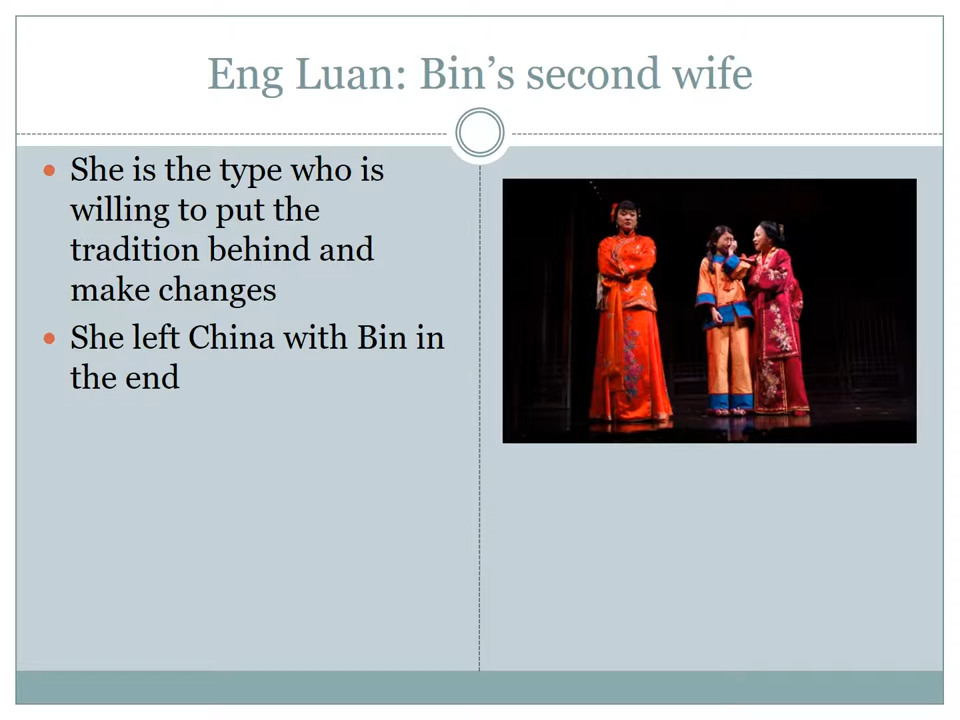 Eng Luan: Bin’s second wife
She is the type who is
willing to put the
tradition behind and
make changes
She left China with Bin in
the end